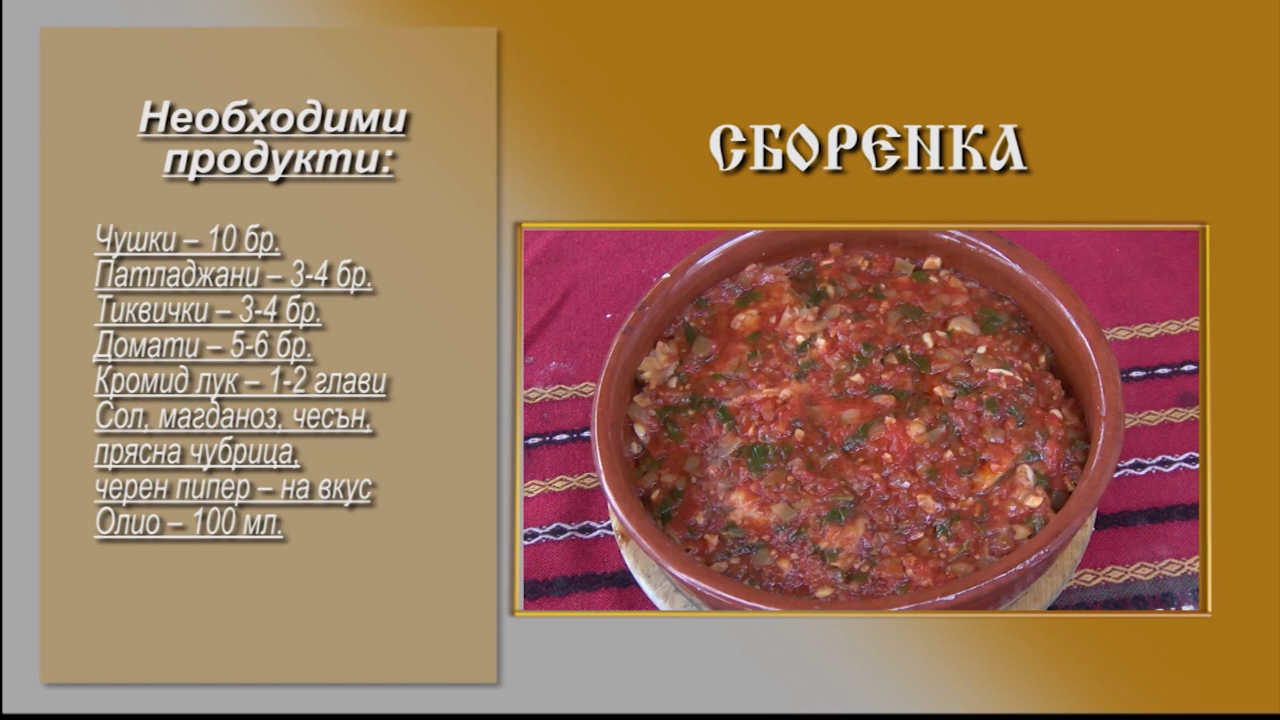 Необходими
продукти:
СБОРЕНКА
Чушки – 10 бр.
Патладжани – 3-4 бр.
Тиквички – 3-4 бр.
Домати – 5-6 бр.
Кромид лук – 1-2 глави
Сол, магданоз, чесън,
прясна чубрица,
черен пипер – на вкус
Олио – 100 мл.